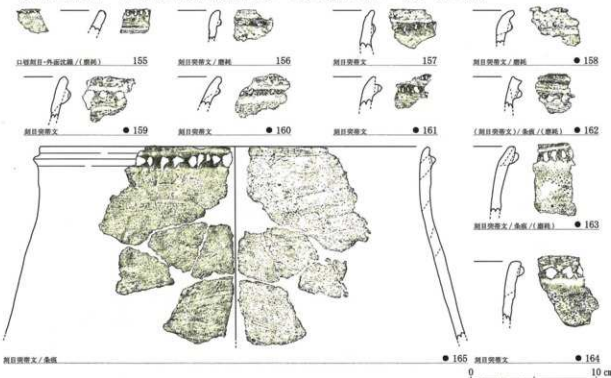 口唇刻目・外面沈線/(磨耗) 155
刻目突帯文/磨耗 156
刻目突帯文 157
刻目突帯文/磨耗 ● 158
刻目突帯文 ● 159
刻目突帯文 ● 160
刻目突帯文 ● 161
(刻目突帯文)/条痕/(磨耗) ● 162
刻目突帯文/条痕/(磨耗) ● 163
刻目突帯文/条痕 ● 165
刻目突帯文 ● 164
0 10 cm